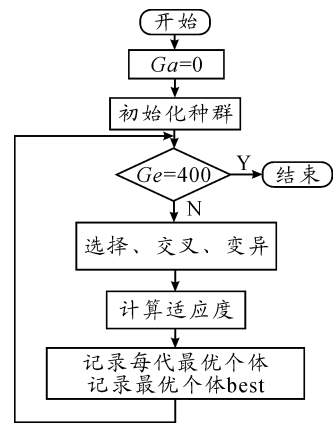 开始
Ga=0
初始化种群
Ge=400
Y
结束
N
选择、交叉、变异
计算适应度
记录每代最优个体
记录最优个体best